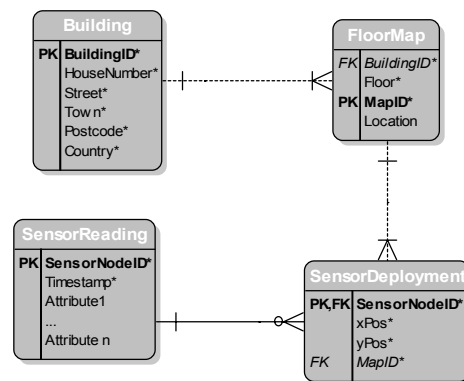 Building
PK BuildingID*
HouseNumber*
Street*
Town*
Postcode*
Country*
FloorMap
FK BuildingID*
Floor*
PK MapID*
Location
SensorReading
PK SensorNodeID*
Timestamp*
Attribute1
...
Attribute n
SensorDeployment
PK,FK SensorNodeID*
xPos*
yPos*
FK MapID*